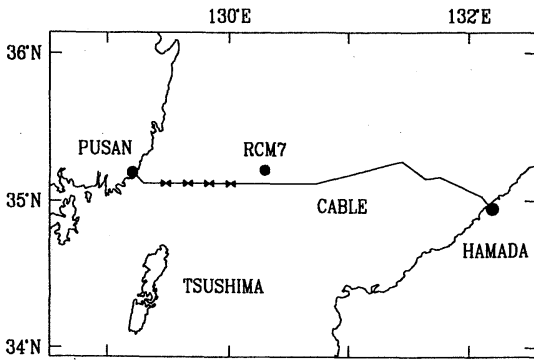 130°E 132°E
36°N
PUSAN RCM7
35°N
CABLE
HAMADA
TSUSHIMA
34°N